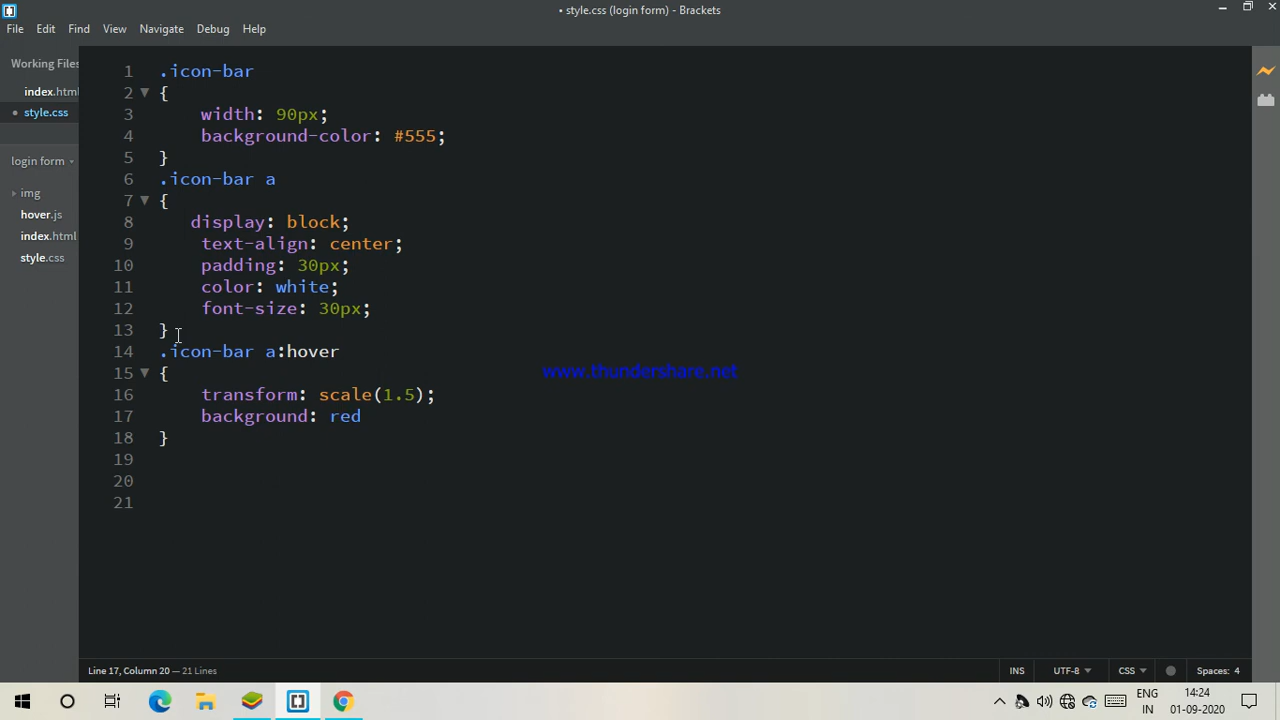 • style.css (login form) - Brackets
File Edit Find View Navigate Debug Help
Working Files
index.html
• style.css
login form
img
hover.js
index.html
style.css
1 .icon-bar
2 {
3 width: 90px;
4 background-color: #555;
5 }
6 .icon-bar a
7 {
8 display: block;
9 text-align: center;
10 padding: 30px;
11 color: white;
12 font-size: 30px;
13 }
14 .icon-bar a:hover
15 {
16 transform: scale(1.5);
17 background: red
18 }
19
20
21
www.thundershare.net
Line 17, Column 20 — 21 Lines
INS UTF-8 CSS Spaces: 4
ENG 14:24
IN 01-09-2020